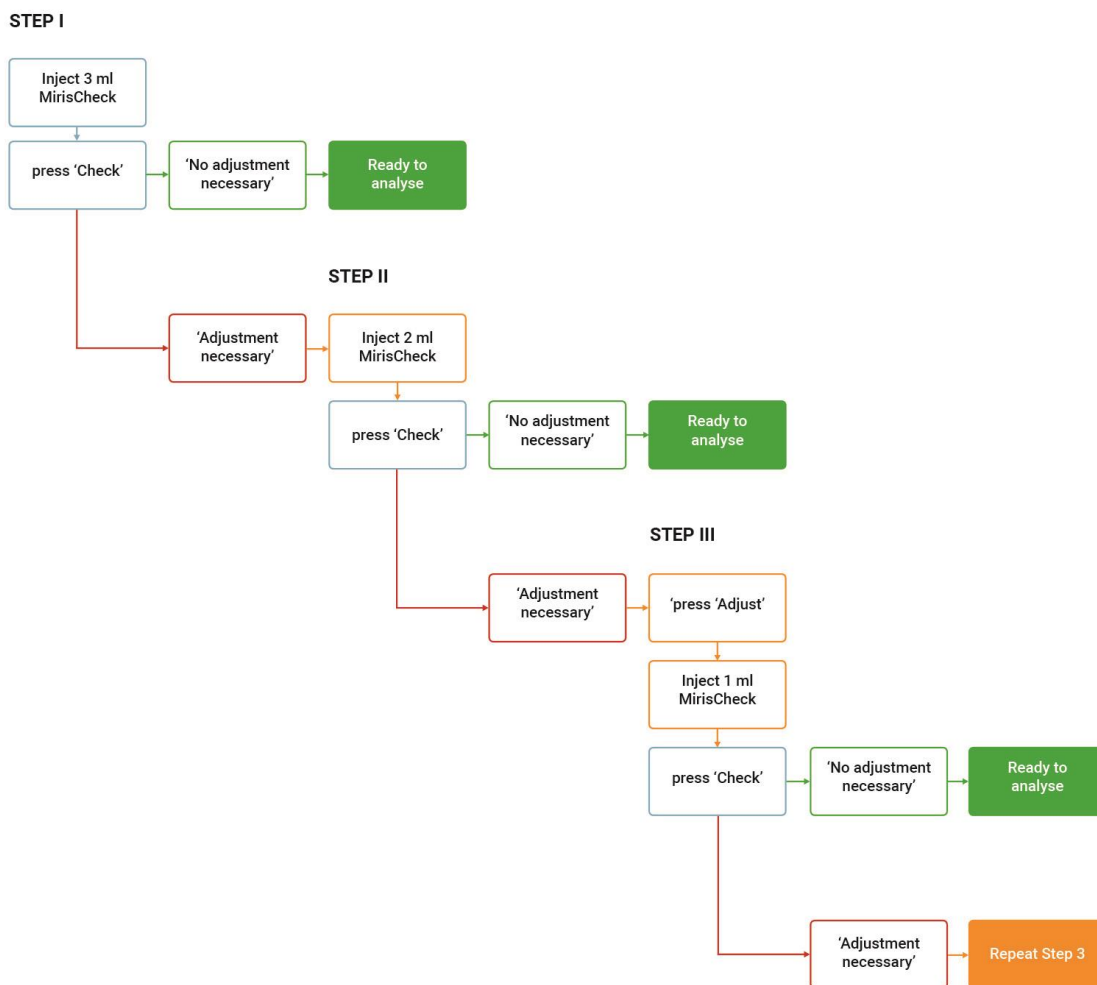 STEP I
Inject 3 ml
MirisCheck
press ‘Check’
‘No adjustment
necessary’
Ready to
analyse
STEP II
‘Adjustment
necessary’
Inject 2 ml
MirisCheck
press ‘Check’
‘No adjustment
necessary’
Ready to
analyse
STEP III
‘Adjustment
necessary’
‘press ‘Adjust’
Inject 1 ml
MirisCheck
press ‘Check’
‘No adjustment
necessary’
Ready to
analyse
‘Adjustment
necessary’
Repeat Step 3